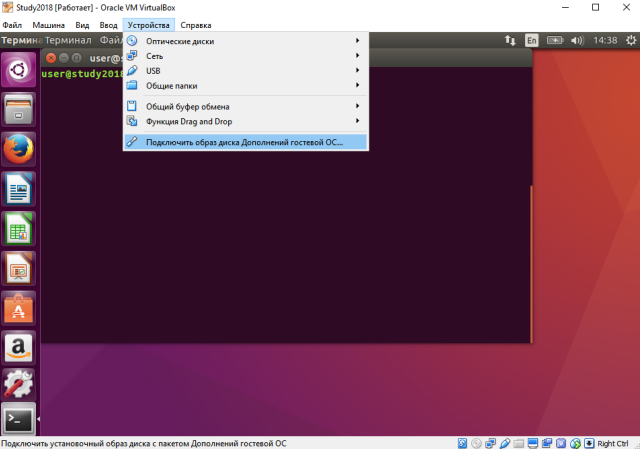 Study2018 [Работает] - Oracle VM VirtualBox
Файл Машина Вид Ввод Устройства Справка
Терминал Терминал Файл En 14:38
Оптические диски
user@s
Сеть
user@study2018
USB
Общие папки
Общий буфер обмена
Функция Drag and Drop
Подключить образ диска Дополнений гостевой ОС...
Подключить установочный образ диска с пакетом Дополнений гостевой ОС Right Ctrl